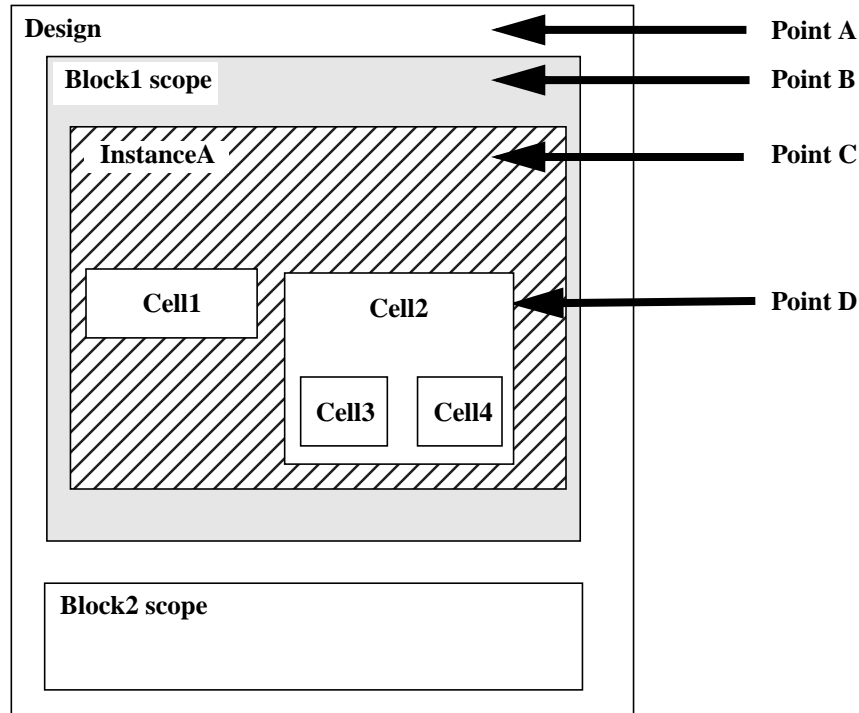 Design
Point A
Block1 scope
Point B
InstanceA
Point C
Cell1
Cell2
Point D
Cell3
Cell4
Block2 scope